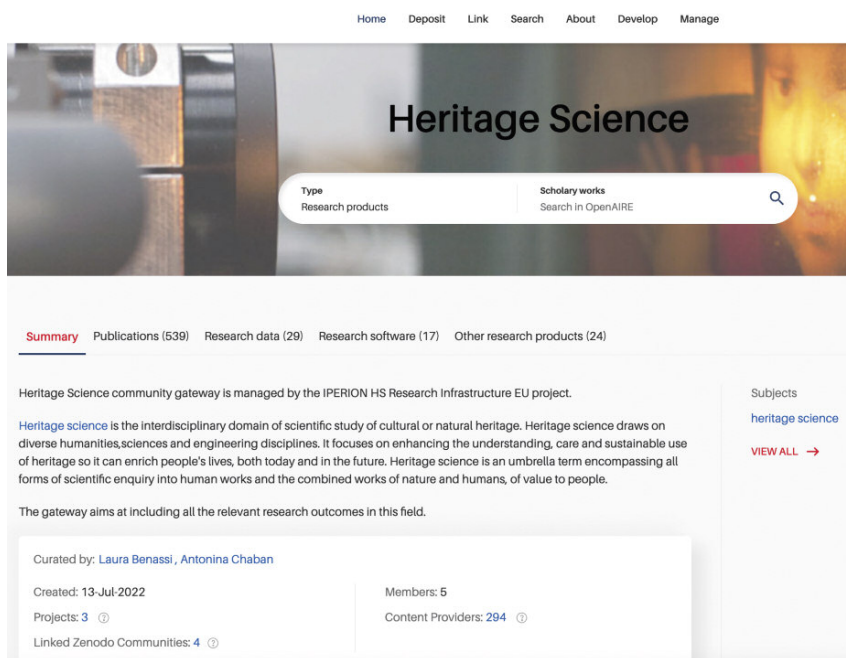 Home Deposit Link Search About Develop Manage
Heritage Science
Type
Research products
Scholary works
Search in OpenAIRE
Summary Publications (539) Research data (29) Research software (17) Other research products (24)
Heritage Science community gateway is managed by the IPERION HS Research Infrastructure EU project.
Heritage science is the interdisciplinary domain of scientific study of cultural or natural heritage. Heritage science draws on
diverse humanities,sciences and engineering disciplines. It focuses on enhancing the understanding, care and sustainable use
of heritage so it can enrich people's lives, both today and in the future. Heritage science is an umbrella term encompassing all
forms of scientific enquiry into human works and the combined works of nature and humans, of value to people.
The gateway aims at including all the relevant research outcomes in this field.
Subjects
heritage science
VIEW ALL →
Curated by: Laura Benassi , Antonina Chaban
Created: 13-Jul-2022
Members: 5
Projects: 3 ?
Content Providers: 294 ?
Linked Zenodo Communities: 4 ?